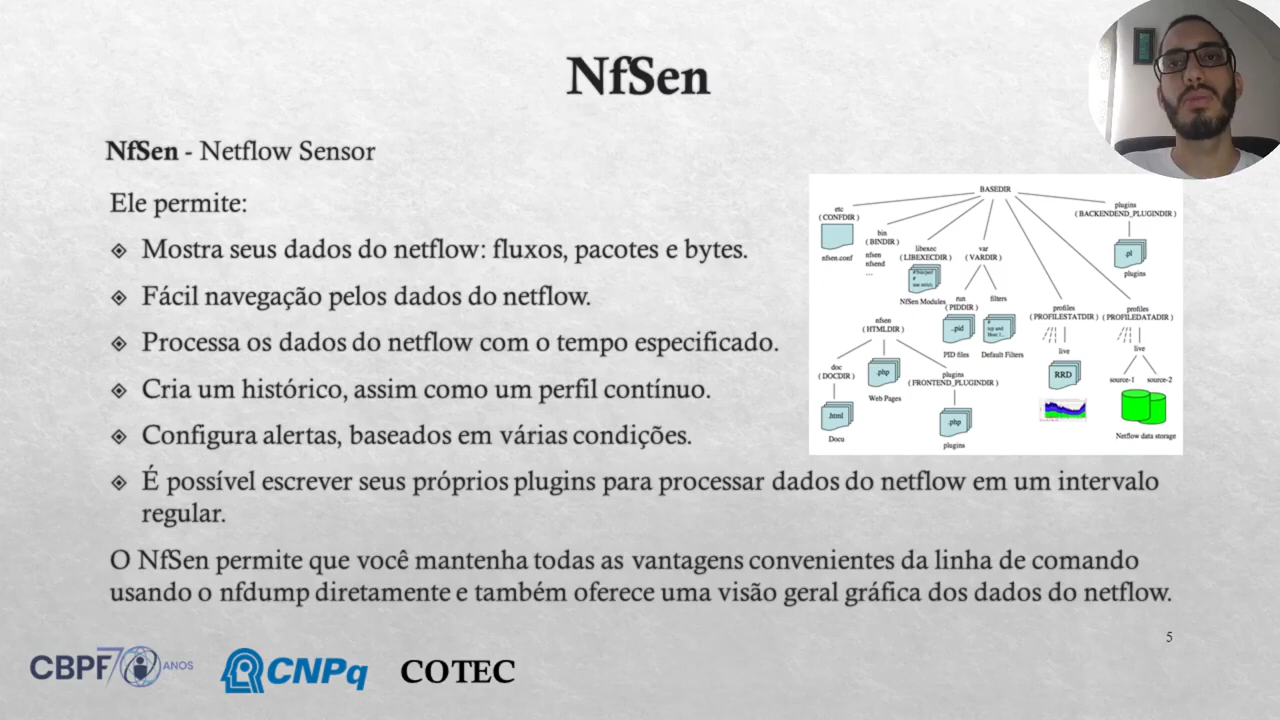 NfSen
NfSen - Netflow Sensor
Ele permite:
Mostra seus dados do netflow: fluxos, pacotes e bytes.
Fácil navegação pelos dados do netflow.
Processa os dados do netflow com o tempo especificado.
Cria um histórico, assim como um perfil contínuo.
Configura alertas, baseados em várias condições.
É possível escrever seus próprios plugins para processar dados do netflow em um intervalo
regular.
O NfSen permite que você mantenha todas as vantagens convenientes da linha de comando
usando o nfdump diretamente e também oferece uma visão geral gráfica dos dados do netflow.
BASEDIR
etc
( CONFDIR )
nfsen.conf
bin
( BINDIR )
nfsen
nfsend
...
libexec
( LIBEXECDIR )
NfSen Modules
var
( VARDIR )
run
( PIDDIR )
.pid
PID files
filters
Default Filters
plugins
( BACKENDEND_PLUGINDIR )
.pl
plugins
nfsen
( HTMLDIR )
doc
( DOCDIR )
.html
Docu
.php
Web Pages
plugins
( FRONTEND_PLUGINDIR )
.php
plugins
profiles
( PROFILESTATDIR )
live
RRD
profiles
( PROFILEDATADIR )
live
source-1 source-2
Netflow data storage
5
CBPF 70 ANOS
CNPq
COTEC